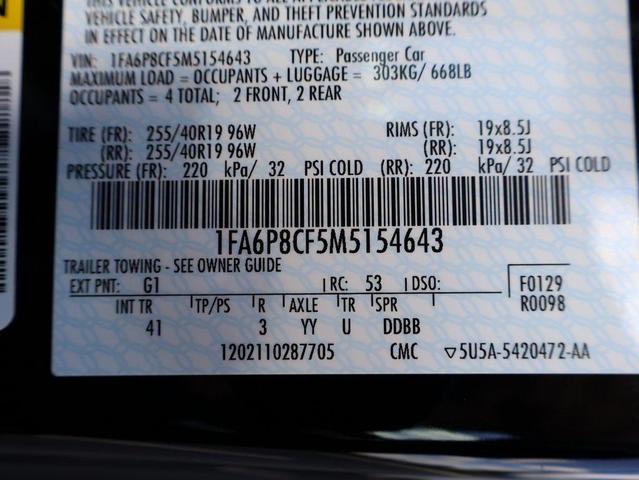 VEHICLE SAFETY, BUMPER, AND THEFT PREVENTION STANDARDS
IN EFFECT ON THE DATE OF MANUFACTURE SHOWN ABOVE.
VIN: 1FA6P8CF5M5154643 TYPE: Passenger Car
MAXIMUM LOAD = OCCUPANTS + LUGGAGE = 303KG/ 668LB
OCCUPANTS = 4 TOTAL; 2 FRONT, 2 REAR
TIRE (FR): 255/40R19 96W RIMS (FR): 19x8.5J
(RR): 255/40R19 96W (RR): 19x8.5J
PRESSURE (FR): 220 kPa/ 32 PSI COLD (RR): 220 kPa/ 32 PSI COLD
1FA6P8CF5M5154643
TRAILER TOWING - SEE OWNER GUIDE
EXT PNT: G1 RC: 53 DSO: F0129
INT TR TP/PS R AXLE TR SPR R0098
41 3 YY U DDBB
1202110287705 CMC ▽5U5A-5420472-AA